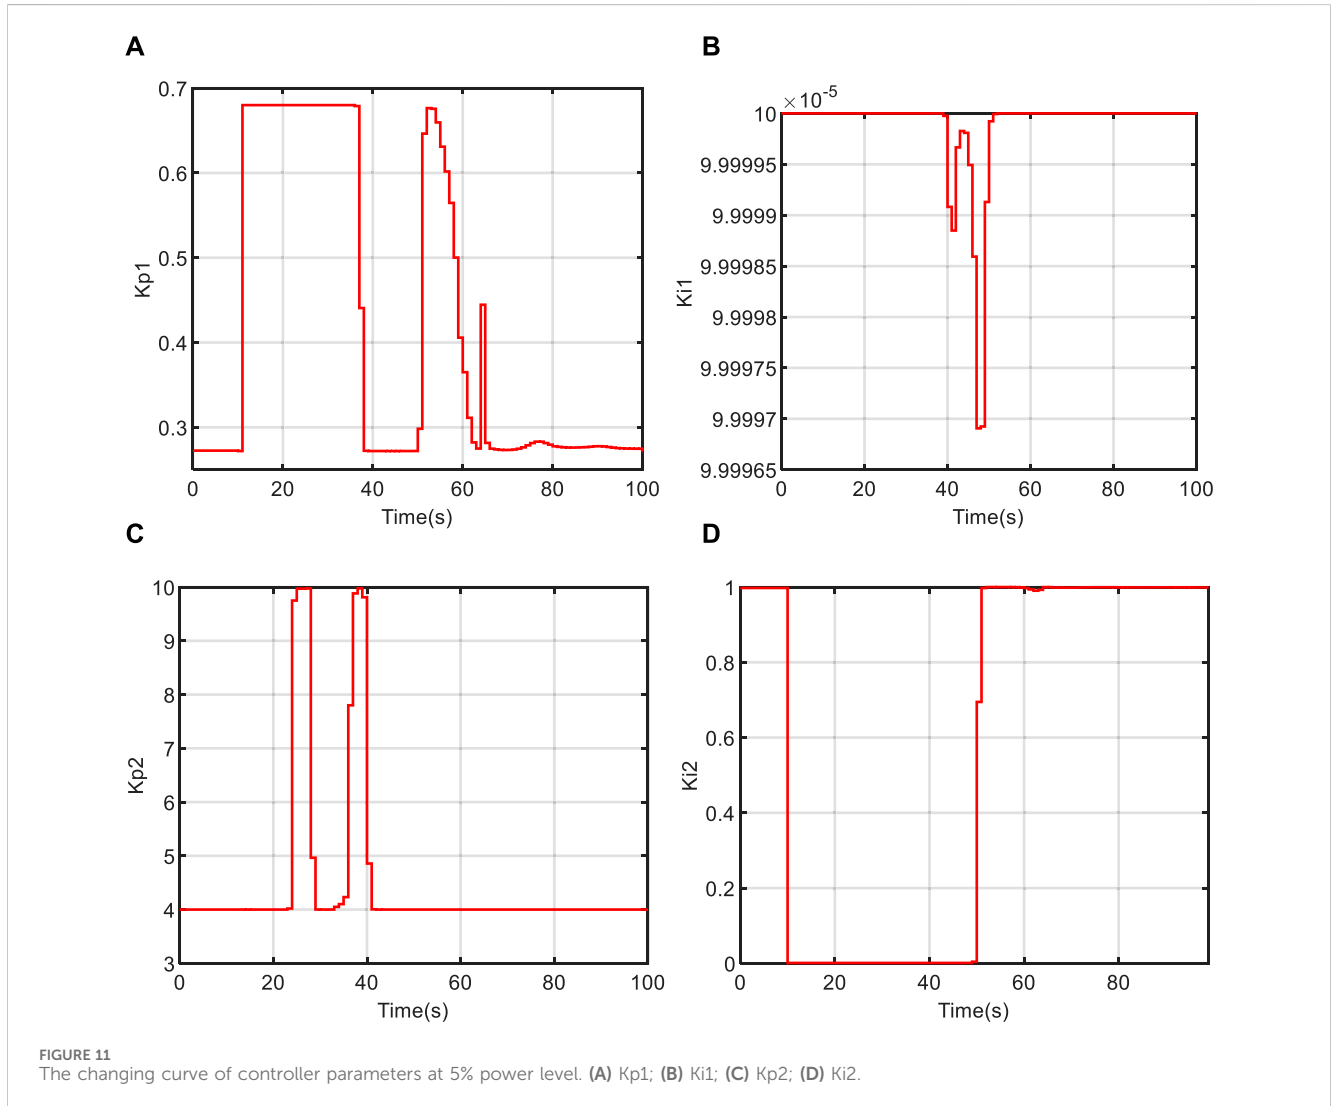 A
0.7
0.6
0.5
0.4
0.3
Kp1
0 20 40 60 80 100
Time(s)
B
×10-5
10
9.99995
9.9999
9.99985
9.9998
9.99975
9.9997
9.99965
Ki1
0 20 40 60 80 100
Time(s)
C
10
9
8
7
6
5
4
3
Kp2
0 20 40 60 80 100
Time(s)
D
1
0.8
0.6
0.4
0.2
0
Ki2
0 20 40 60 80
Time(s)
FIGURE 11
The changing curve of controller parameters at 5% power level. (A) Kp1; (B) Ki1; (C) Kp2; (D) Ki2.